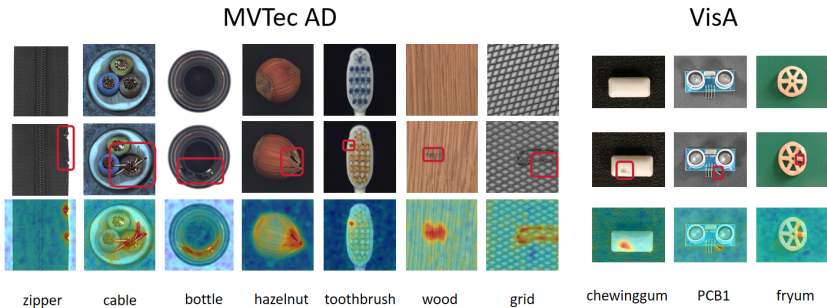 MVTec AD
VisA
zipper cable bottle hazelnut toothbrush wood grid chewinggum PCB1 fryum